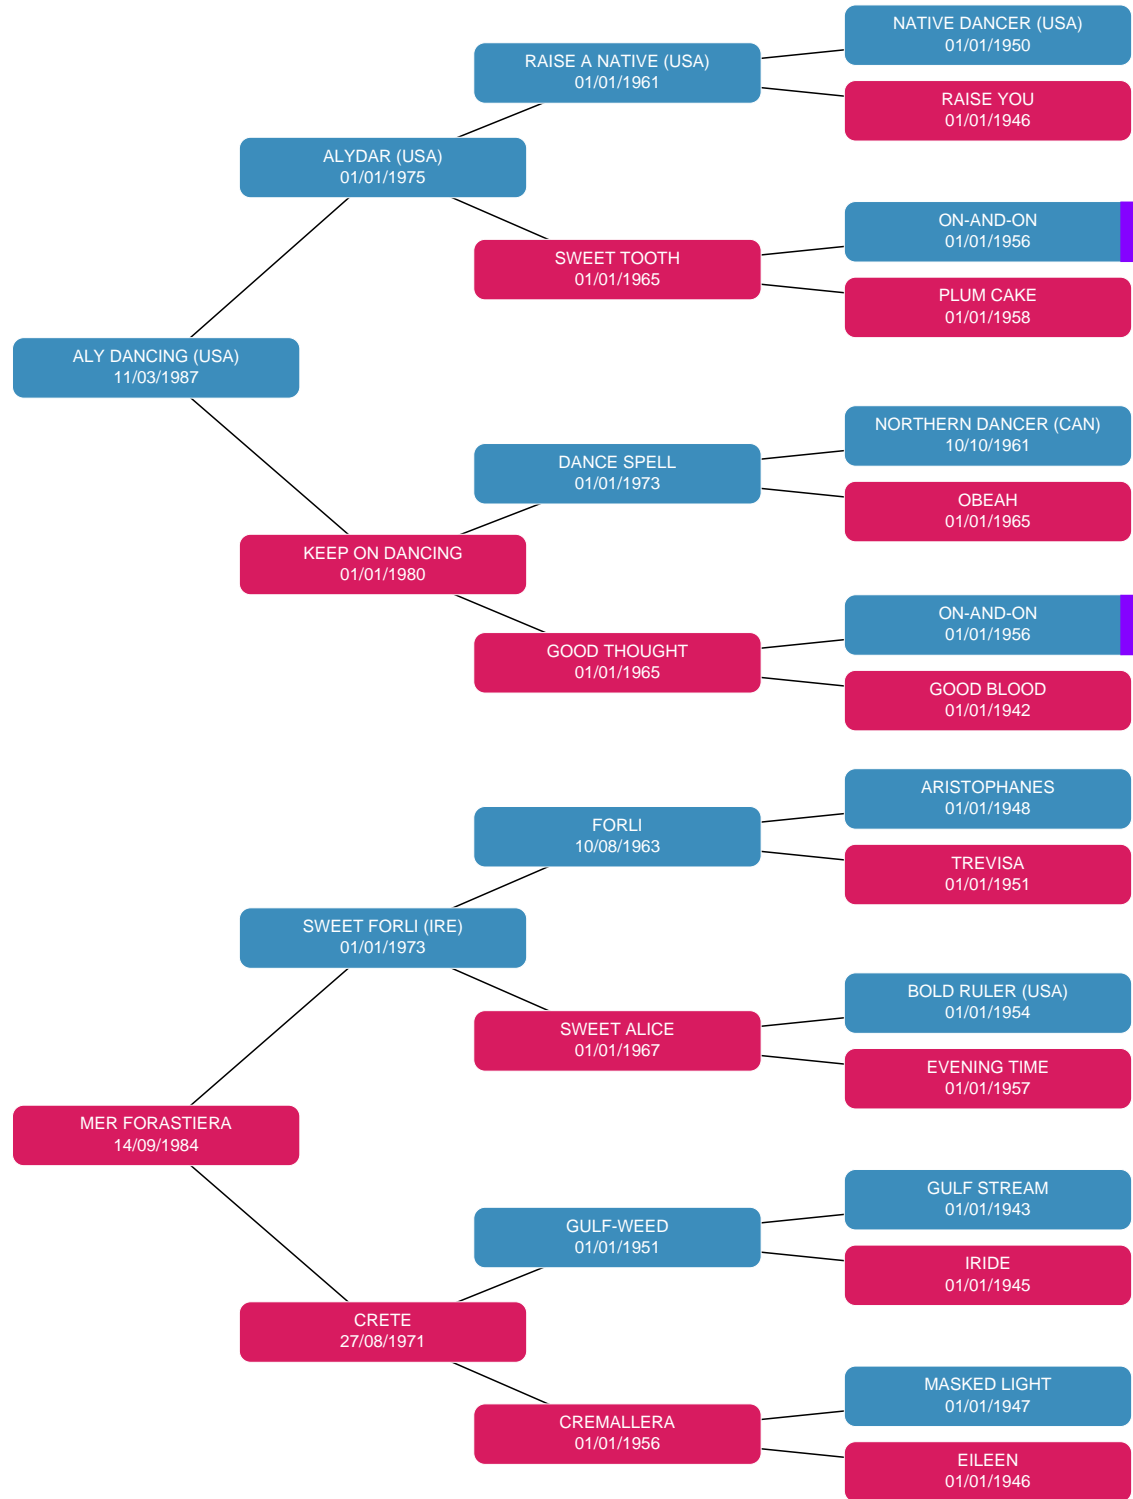 NATIVE DANCER (USA)
01/01/1950
RAISE A NATIVE (USA)
01/01/1961
RAISE YOU
01/01/1946
ALYDAR (USA)
01/01/1975
ON-AND-ON
01/01/1956
SWEET TOOTH
01/01/1965
PLUM CAKE
01/01/1958
ALY DANCING (USA)
11/03/1987
NORTHERN DANCER (CAN)
10/10/1961
DANCE SPELL
01/01/1973
OBEAH
01/01/1965
KEEP ON DANCING
01/01/1980
ON-AND-ON
01/01/1956
GOOD THOUGHT
01/01/1965
GOOD BLOOD
01/01/1942
ARISTOPHANES
01/01/1948
FORLI
10/08/1963
TREVISA
01/01/1951
SWEET FORLI (IRE)
01/01/1973
BOLD RULER (USA)
01/01/1954
SWEET ALICE
01/01/1967
EVENING TIME
01/01/1957
MER FORASTIERA
14/09/1984
GULF STREAM
01/01/1943
GULF-WEED
01/01/1951
IRIDE
01/01/1945
CRETE
27/08/1971
MASKED LIGHT
01/01/1947
CREMALLERA
01/01/1956
EILEEN
01/01/1946